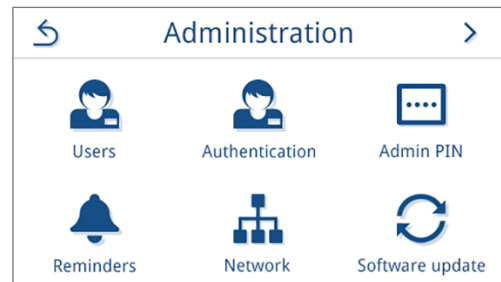 Administration
Users
Authentication
Admin PIN
Reminders
Network
Software update